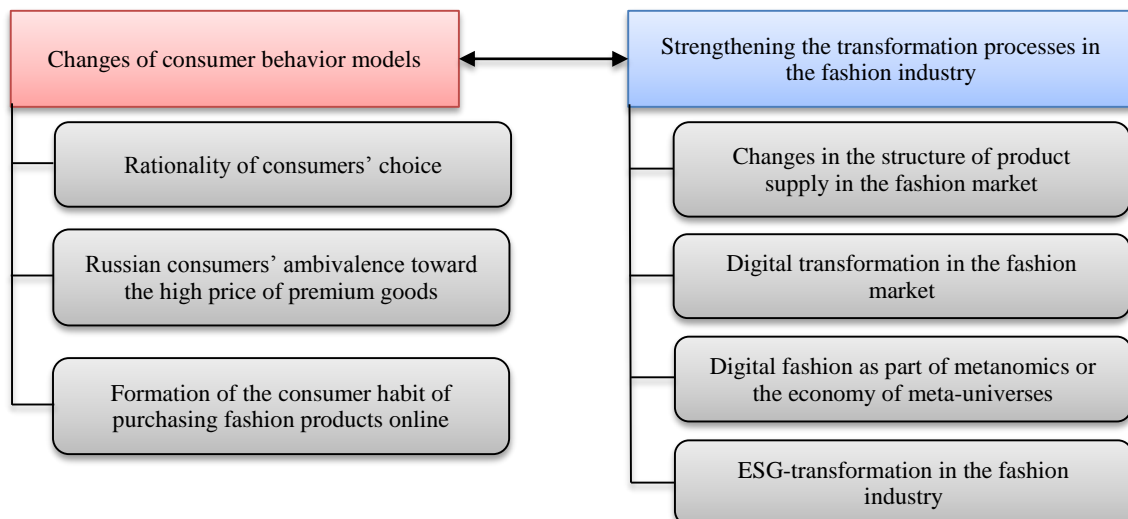 Changes of consumer behavior models
Rationality of consumers’ choice
Russian consumers’ ambivalence toward
the high price of premium goods
Formation of the consumer habit of
purchasing fashion products online
Strengthening the transformation processes in
the fashion industry
Changes in the structure of product
supply in the fashion market
Digital transformation in the fashion
market
Digital fashion as part of metanomics or
the economy of meta-universes
ESG-transformation in the fashion
industry